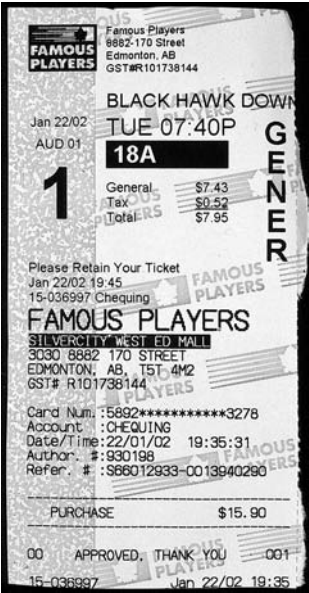 FAMOUS
PLAYERS
Famous Players
8882-170 Street
Edmonton, AB
GST#R101738144
BLACK HAWK DOWN
Jan 22/02
TUE 07:40P
AUD 01
18A
1
General $7.43
Tax $0.52
Total $7.95
GENER
Please Retain Your Ticket
Jan 22/02 19:45
15-036997 Chequing
FAMOUS PLAYERS
SILVERCITY WEST ED MALL
3030 8882 170 STREET
EDMONTON, AB, T5T 4M2
GST# R101738144
Card Num.:5892***********3278
Account :CHEQUING
Date/Time:22/01/02 19:35:31
Author. #:930198
Refer. # :S66012933-0013940290
PURCHASE $15.90
00 APPROVED, THANK YOU 001
15-036997 Jan 22/02 19:35